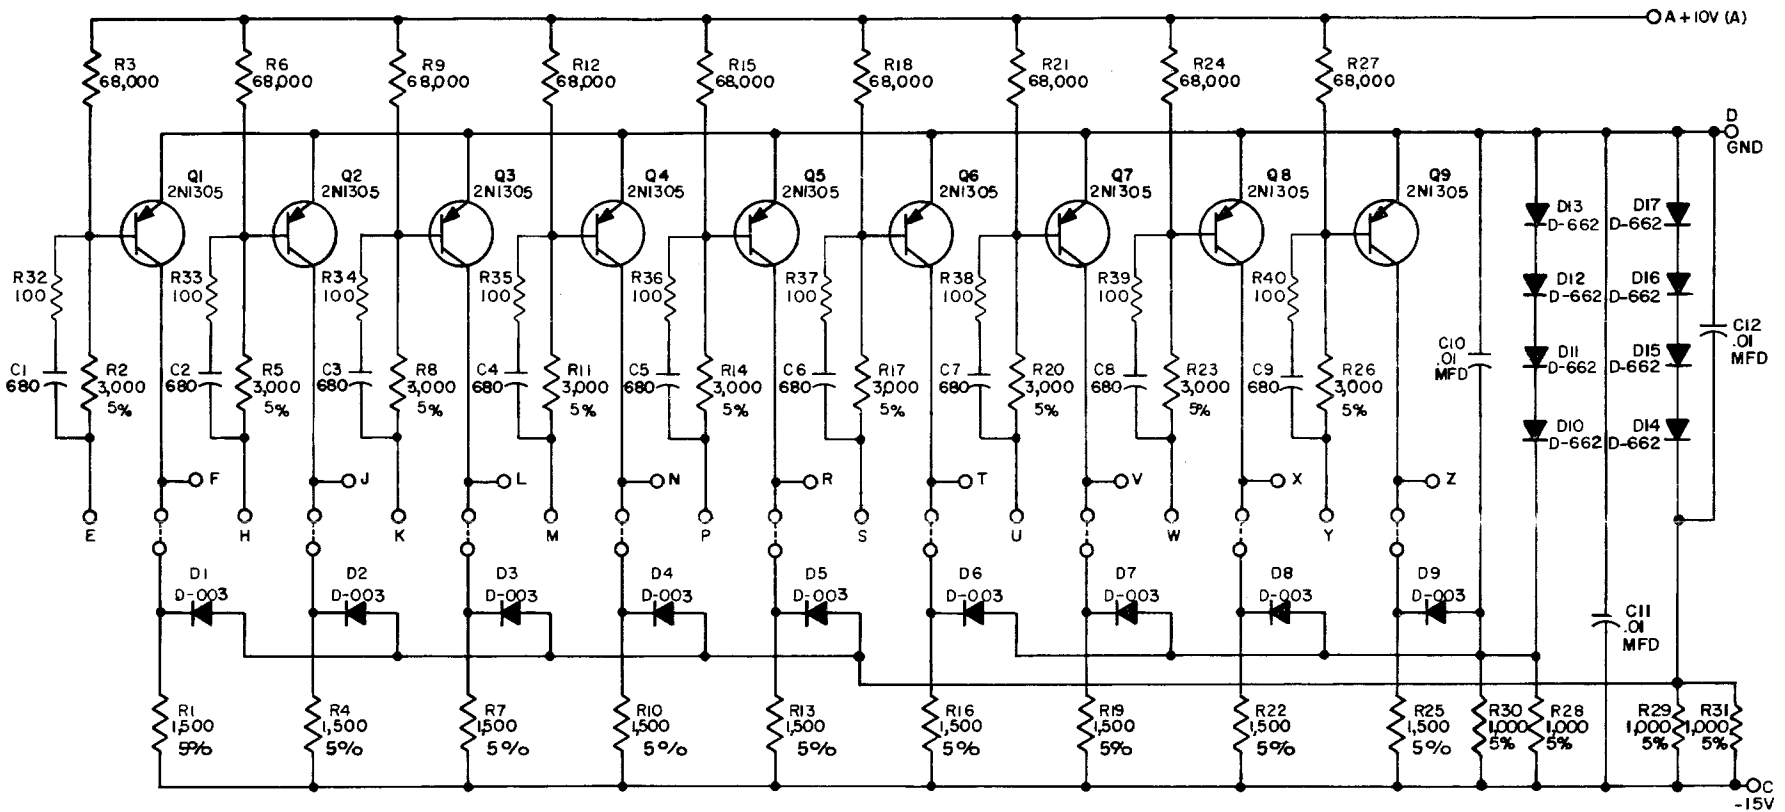 A +10V (A)
R3
68,000
R6
68,000
R9
68,000
R12
68,000
R15
68,000
R18
68,000
R21
68,000
R24
68,000
R27
68,000
D
GND
Q1
2N1305
Q2
2N1305
Q3
2N1305
Q4
2N1305
Q5
2N1305
Q6
2N1305
Q7
2N1305
Q8
2N1305
Q9
2N1305
D13
D-662
D17
D-662
R32
100
R33
100
R34
100
R35
100
R36
100
R37
100
R38
100
R39
100
R40
100
D12
D-662
D16
D-662
C10
.01
MFD
C12
.01
MFD
D11
D-662
D15
D-662
C1
680
R2
3,000
5%
C2
680
R5
3,000
5%
C3
680
R8
3,000
5%
C4
680
R11
3,000
5%
C5
680
R14
3,000
5%
C6
680
R17
3,000
5%
C7
680
R20
3,000
5%
C8
680
R23
3,000
5%
C9
680
R26
3,000
5%
D10
D-662
D14
D-662
F
J
L
N
R
T
V
X
Z
E
H
K
M
P
S
U
W
Y
D1
D-003
D2
D-003
D3
D-003
D4
D-003
D5
D-003
D6
D-003
D7
D-003
D8
D-003
D9
D-003
C11
.01
MFD
R1
1,500
5%
R4
1,500
5%
R7
1,500
5%
R10
1,500
5%
R13
1,500
5%
R16
1,500
5%
R19
1,500
5%
R22
1,500
5%
R25
1,500
5%
R30
1,000
5%
R28
1,000
5%
R29
1,000
5%
R31
1,000
5%
C
-15V